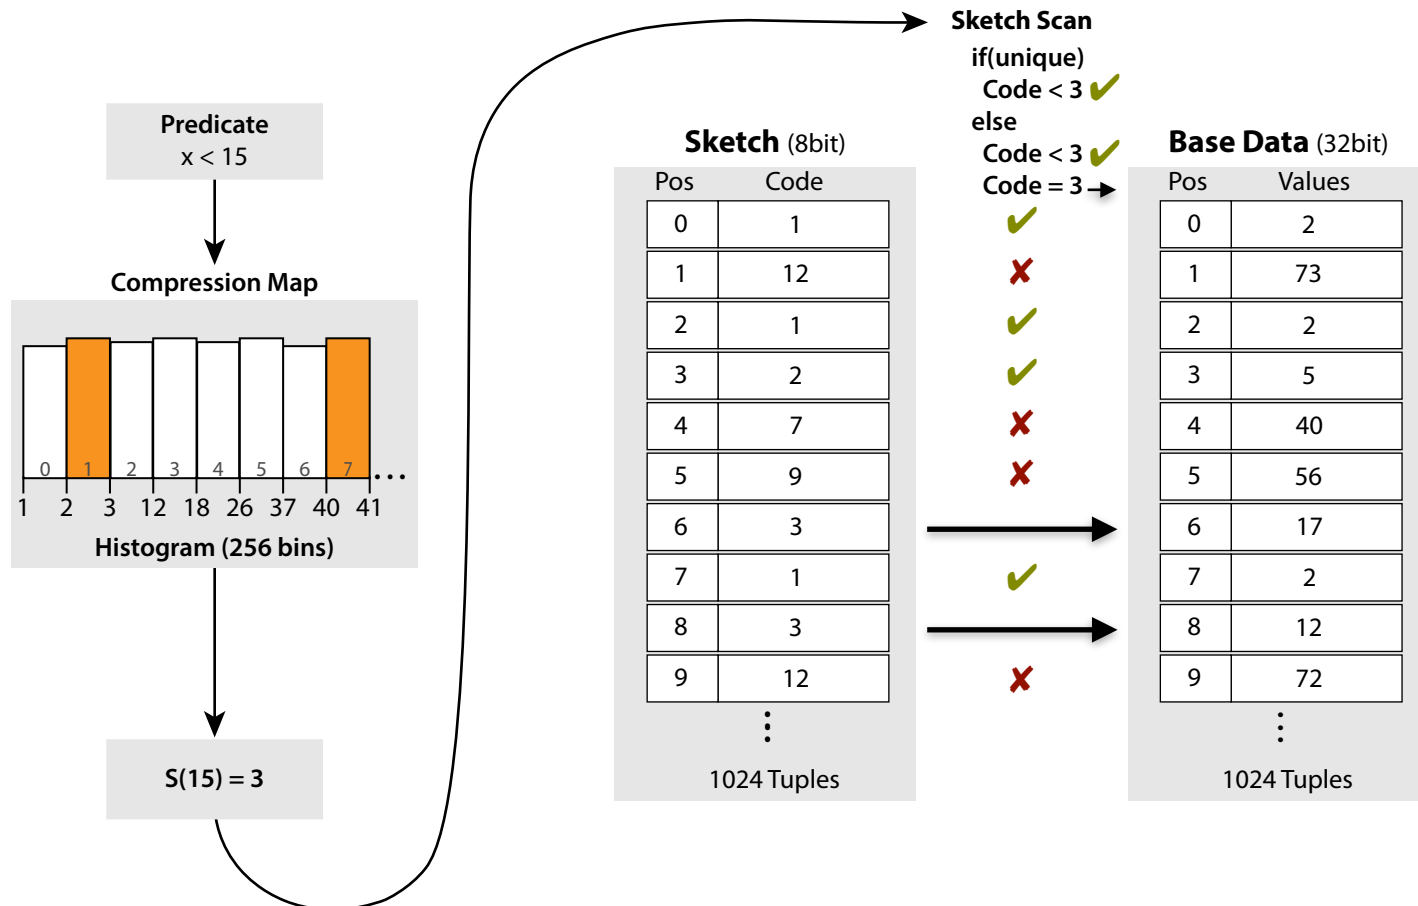 Predicate
x < 15
Compression Map
0 1 2 3 4 5 6 7 ...
1 2 3 12 18 26 37 40 41
Histogram (256 bins)
S(15) = 3
Sketch Scan
if(unique)
Code < 3 ✔
else
Code < 3 ✔
Code = 3
Sketch (8bit)
Pos Code
0 1
1 12
2 1
3 2
4 7
5 9
6 3
7 1
8 3
9 12
⋮
1024 Tuples
✔
✘
✔
✔
✘
✘
✔
✘
Base Data (32bit)
Pos Values
0 2
1 73
2 2
3 5
4 40
5 56
6 17
7 2
8 12
9 72
⋮
1024 Tuples